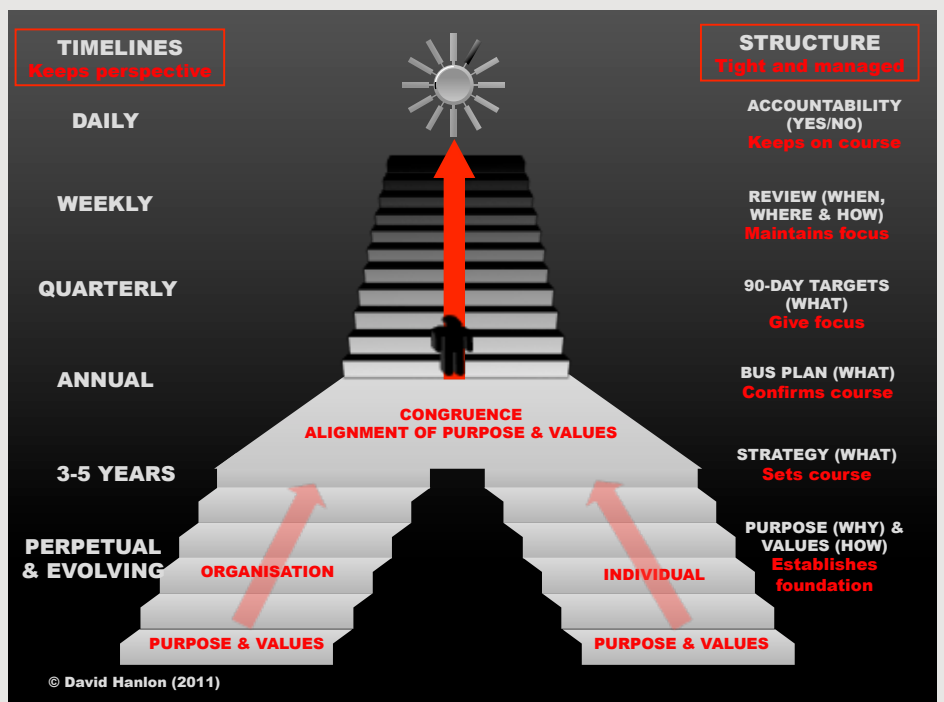 TIMELINES
Keeps perspective
DAILY
WEEKLY
QUARTERLY
ANNUAL
3-5 YEARS
PERPETUAL
& EVOLVING
STRUCTURE
Tight and managed
ACCOUNTABILITY
(YES/NO)
Keeps on course
REVIEW (WHEN,
WHERE & HOW)
Maintains focus
90-DAY TARGETS
(WHAT)
Give focus
BUS PLAN (WHAT)
Confirms course
STRATEGY (WHAT)
Sets course
PURPOSE (WHY) &
VALUES (HOW)
Establishes
foundation
CONGRUENCE
ALIGNMENT OF PURPOSE & VALUES
ORGANISATION
INDIVIDUAL
PURPOSE & VALUES
PURPOSE & VALUES
© David Hanlon (2011)